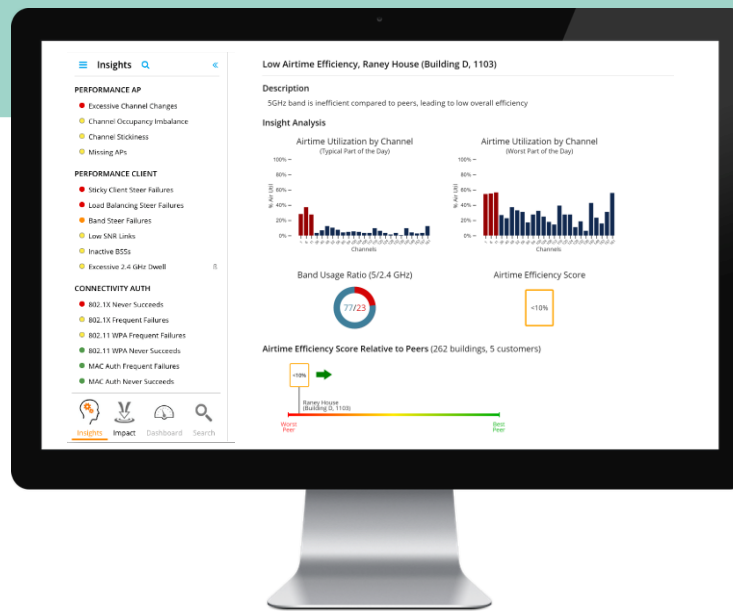 Insights
«
PERFORMANCE AP
Excessive Channel Changes
Channel Occupancy Imbalance
Channel Stickiness
Missing APs
PERFORMANCE CLIENT
Sticky Client Steer Failures
Load Balancing Steer Failures
Band Steer Failures
Low SNR Links
Inactive BSSs
Excessive 2.4 GHz Dwell
CONNECTIVITY AUTH
802.1X Never Succeeds
802.1X Frequent Failures
802.11 WPA Frequent Failures
802.11 WPA Never Succeeds
MAC Auth Frequent Failures
MAC Auth Never Succeeds
Insights Impact Dashboard Search
Low Airtime Efficiency, Raney House (Building D, 1103)
Description
5GHz band is inefficient compared to peers, leading to low overall efficiency
Insight Analysis
Airtime Utilization by Channel
(Typical Part of the Day)
100%
80%
60%
40%
20%
0%
% Air Util
Channels
Airtime Utilization by Channel
(Worst Part of the Day)
100%
80%
60%
40%
20%
0%
% Air Util
Channels
Band Usage Ratio (5/2.4 GHz)
77/23
Airtime Efficiency Score
<10%
Airtime Efficiency Score Relative to Peers (262 buildings, 5 customers)
<10%
Raney House
(Building D, 1103)
Worst
Peer
Best
Peer